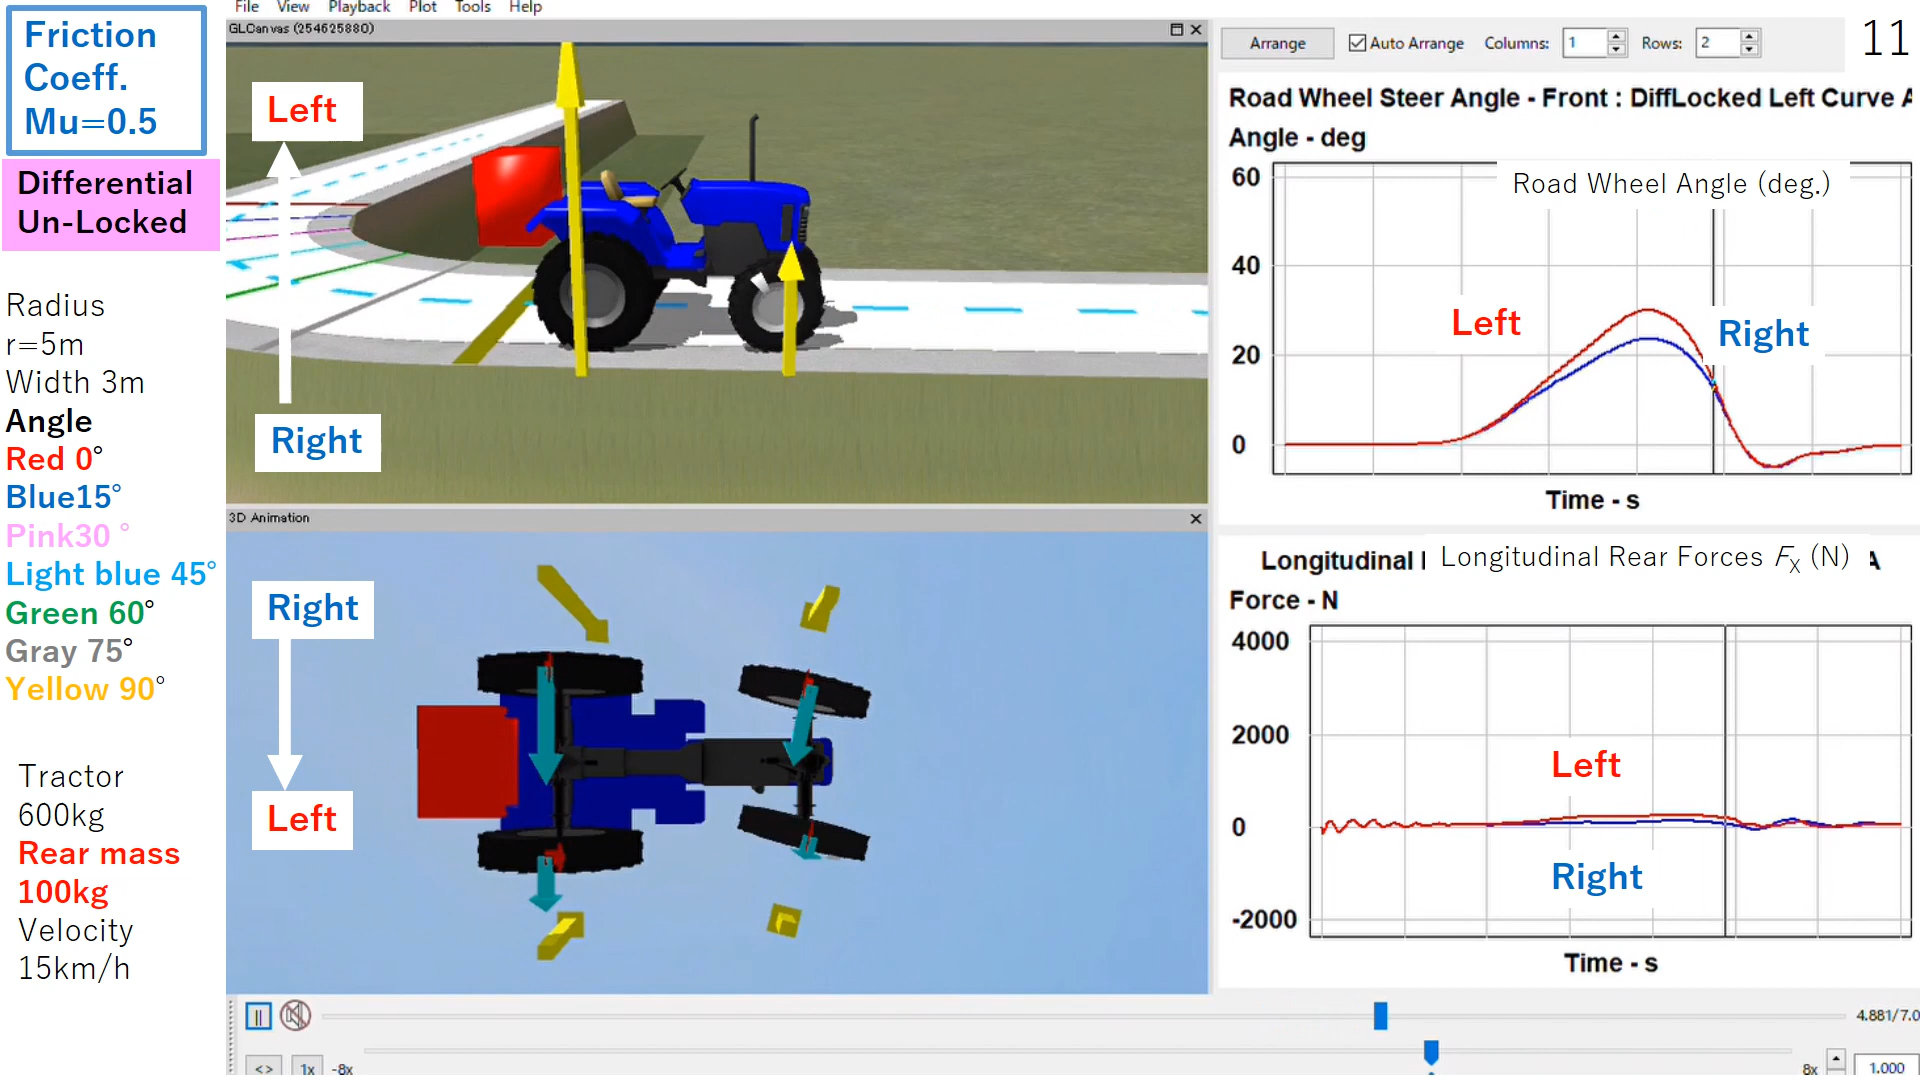 File View Playback Plot Tools Help
Friction
Coeff.
Mu=0.5
Differential
Un-Locked
Radius
r=5m
Width 3m
Angle
Red 0°
Blue15°
Pink30 °
Light blue 45°
Green 60°
Gray 75°
Yellow 90°
Tractor
600kg
Rear mass
100kg
Velocity
15km/h
GLCanvas (254625880)
Left
Right
3D Animation
Right
Left
Arrange Auto Arrange Columns: 1 Rows: 2
11
Road Wheel Steer Angle - Front : DiffLocked Left Curve A
Angle - deg
Road Wheel Angle (deg.)
60
40
20
0
Left
Right
Time - s
Longitudinal Longitudinal Rear Forces FX (N) A
Force - N
4000
2000
0
-2000
Left
Right
Time - s
4.881/7.0
<> 1x -8x 8x 1.000